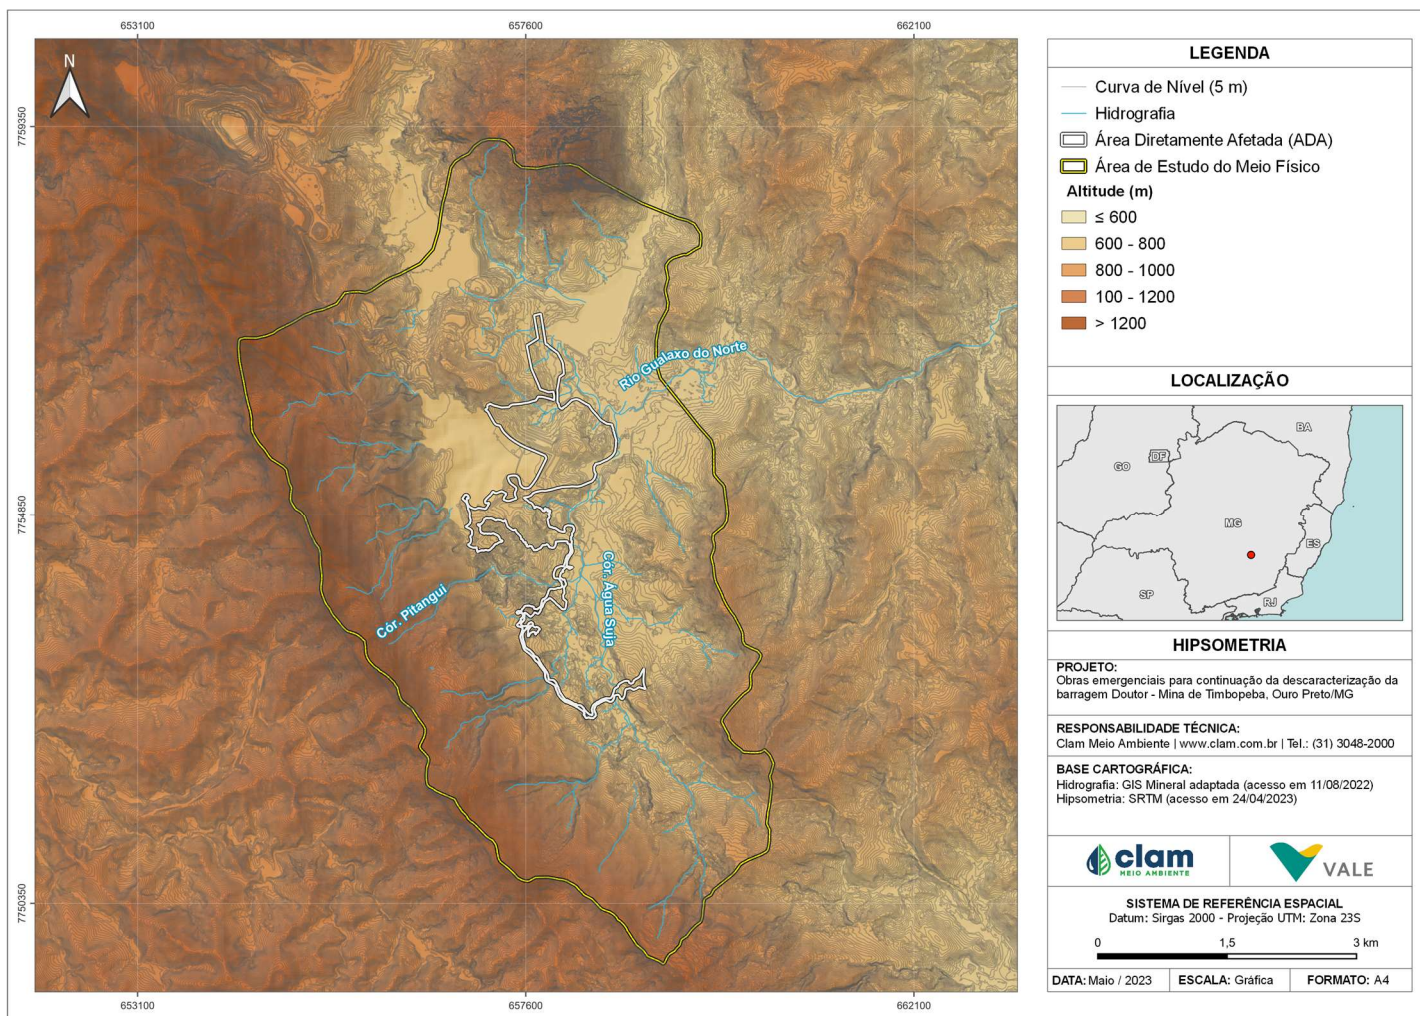 653100
657600
662100
7759350
7754850
7750350
653100
657600
662100
N
Rio Gualaxo do Norte
Cór. Pitangui
Cór. Água Suja
LEGENDA
Curva de Nível (5 m)
Hidrografia
Área Diretamente Afetada (ADA)
Área de Estudo do Meio Físico
Altitude (m)
≤ 600
600 - 800
800 - 1000
100 - 1200
> 1200
LOCALIZAÇÃO
BA
GO
DF
MG
ES
SP
RJ
HIPSOMETRIA
PROJETO:
Obras emergenciais para continuação da descaracterização da
barragem Doutor - Mina de Timbopeba, Ouro Preto/MG
RESPONSABILIDADE TÉCNICA:
Clam Meio Ambiente | www.clam.com.br | Tel.: (31) 3048-2000
BASE CARTOGRÁFICA:
Hidrografia: GIS Mineral adaptada (acesso em 11/08/2022)
Hipsometria: SRTM (acesso em 24/04/2023)
clam
MEIO AMBIENTE
VALE
SISTEMA DE REFERÊNCIA ESPACIAL
Datum: Sirgas 2000 - Projeção UTM: Zona 23S
0 1,5 3 km
DATA: Maio / 2023 ESCALA: Gráfica FORMATO: A4